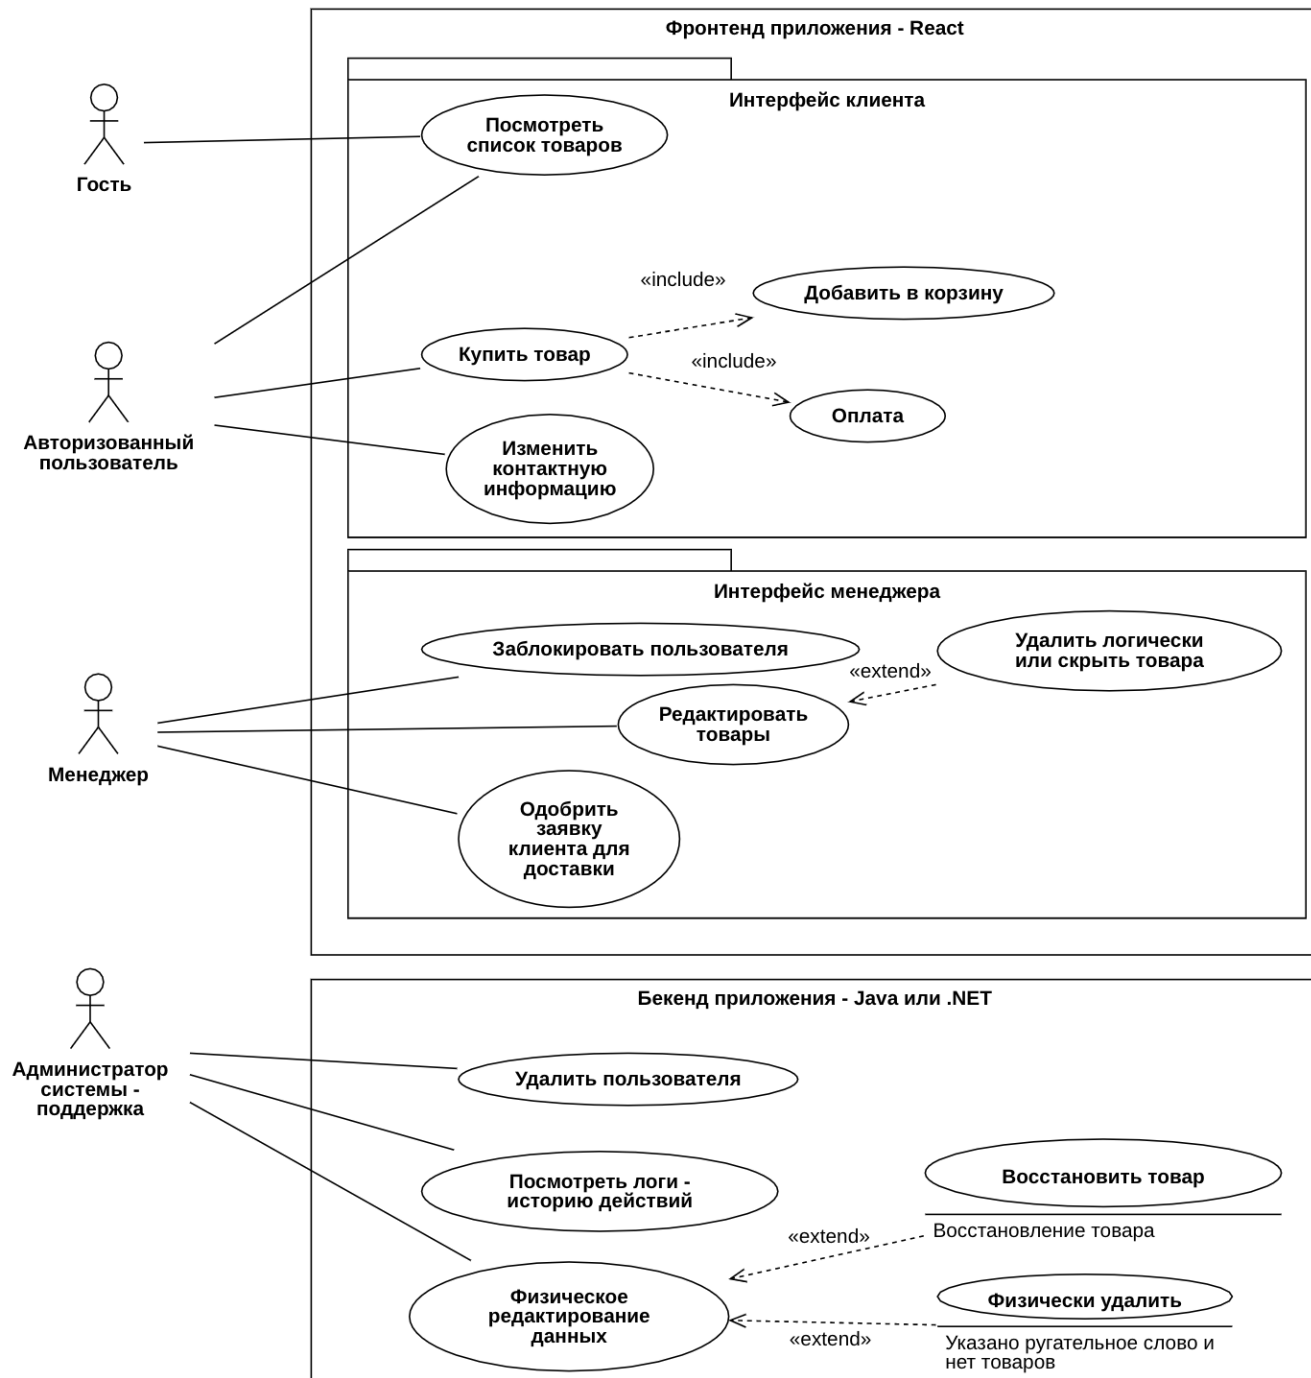 Фронтенд приложения - React
Интерфейс клиента
Гость
Посмотреть
список товаров
«include»
Добавить в корзину
Авторизованный
пользователь
Купить товар
«include»
Оплата
Изменить
контактную
информацию
Интерфейс менеджера
Менеджер
Заблокировать пользователя
Удалить логически
или скрыть товара
«extend»
Редактировать
товары
Одобрить
заявку
клиента для
доставки
Бекенд приложения - Java или .NET
Администратор
системы -
поддержка
Удалить пользователя
Посмотреть логи -
историю действий
Восстановить товар
Восстановление товара
«extend»
Физическое
редактирование
данных
Физически удалить
«extend»
Указано ругательное слово и
нет товаров